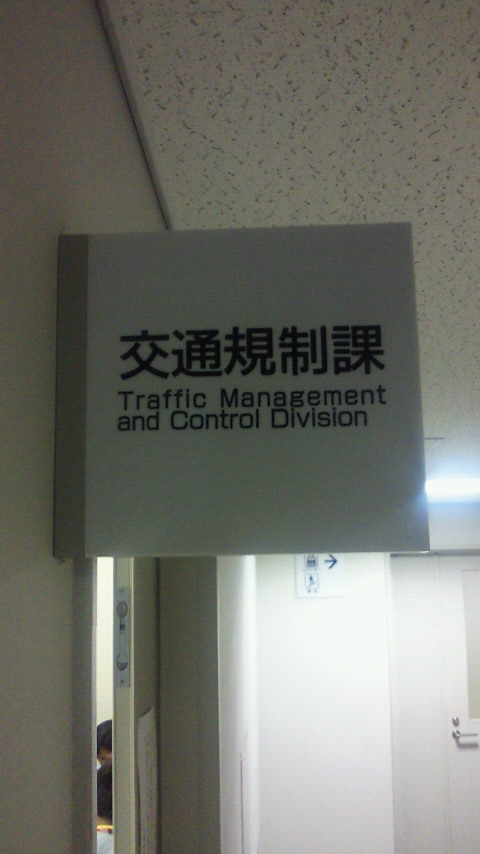 交通規制課
Traffic Management
and Control Division